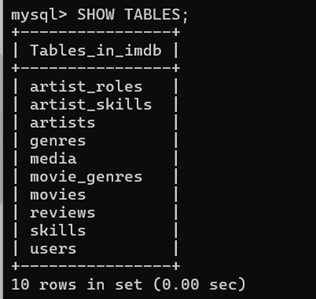 mysql> SHOW TABLES;
+----------------+
| Tables_in_imdb |
+----------------+
| artist_roles   |
| artist_skills  |
| artists        |
| genres         |
| media          |
| movie_genres   |
| movies         |
| reviews        |
| skills         |
| users          |
+----------------+
10 rows in set (0.00 sec)